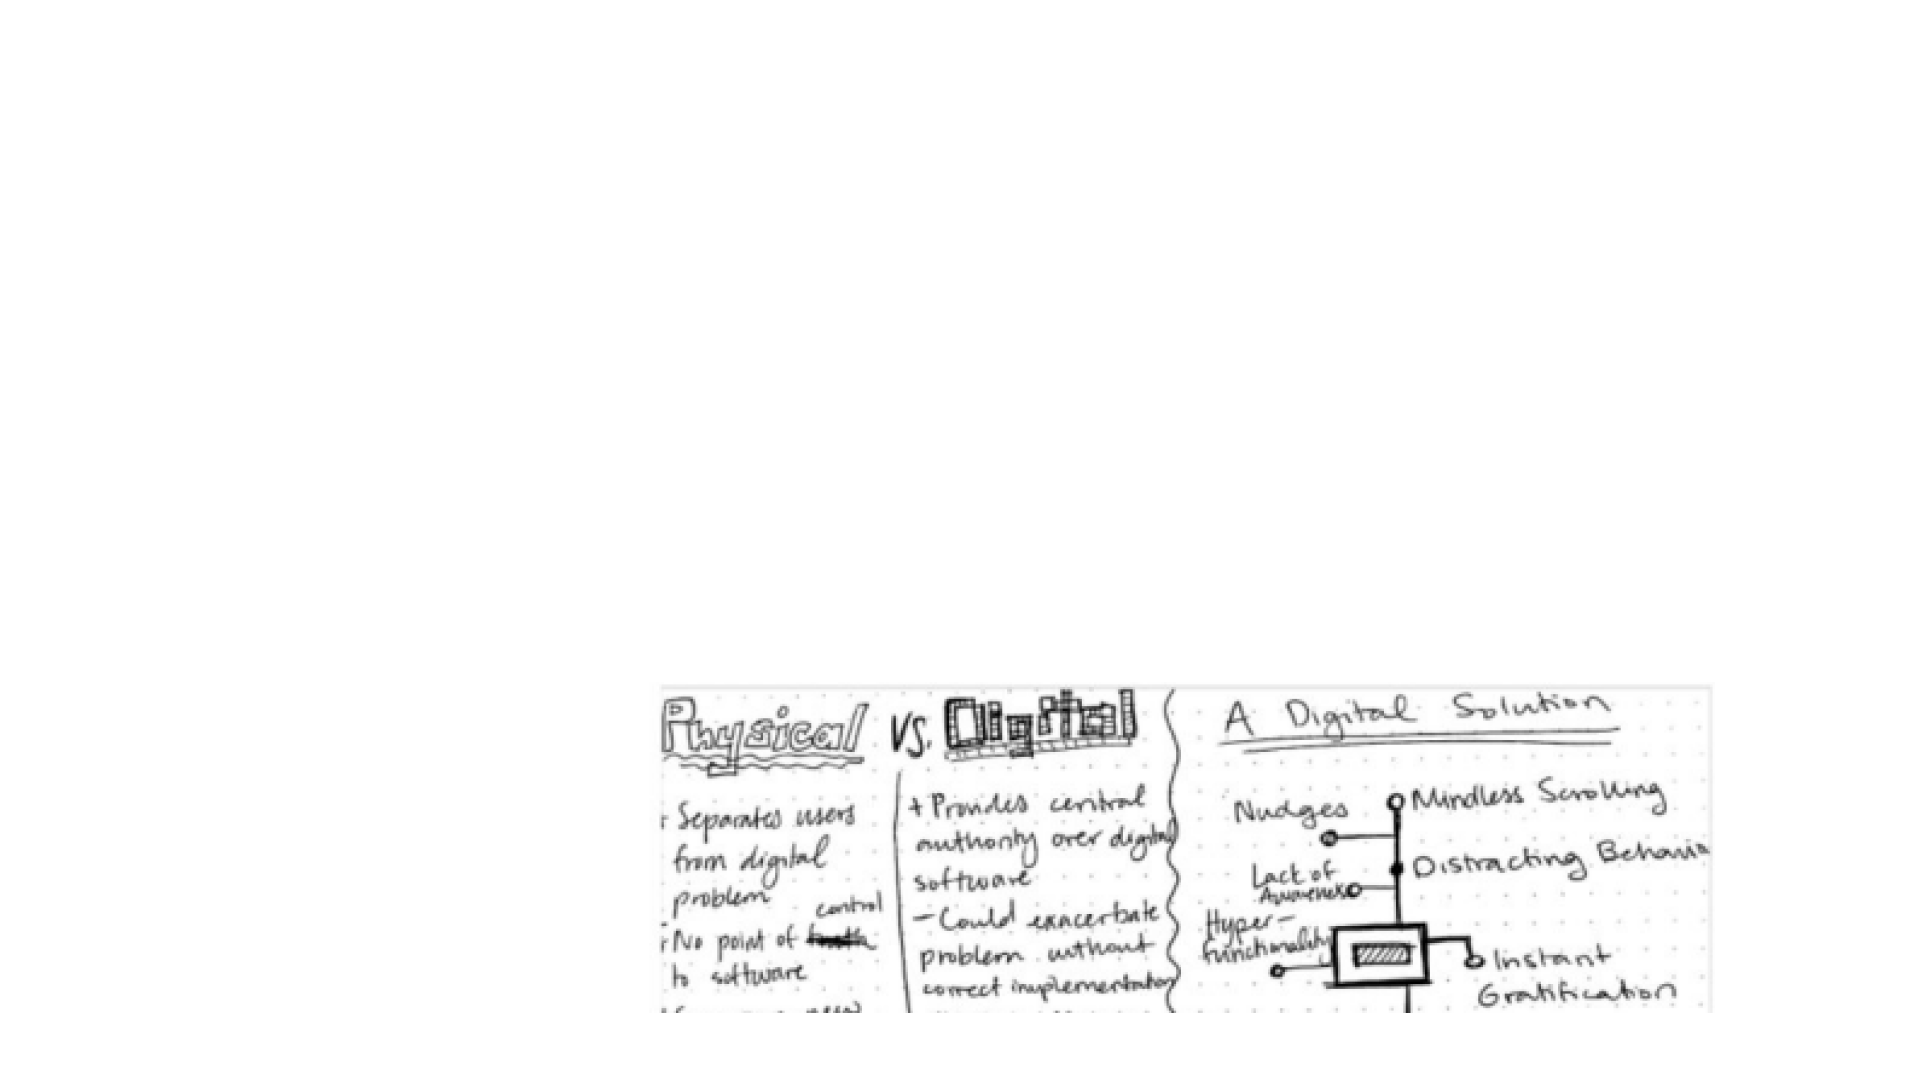 Physical vs. Digital
+ Separates users
from digital
problem
control
No point of
to software
+ Provides central
authority over digital
software
- Could exacerbate
problem without
correct implementation
A Digital Solution
Mindless Scrolling
Nudges
Distracting Behavi
Lack of
Awareness
Hyper-
functionality
Instant
Gratification